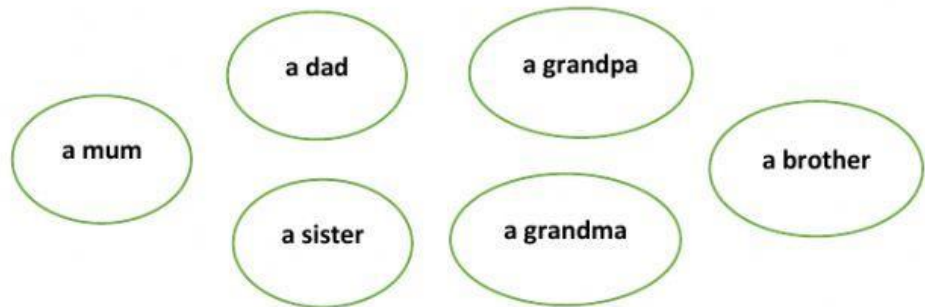 a dad
a grandpa
a mum
a brother
a sister
a grandma